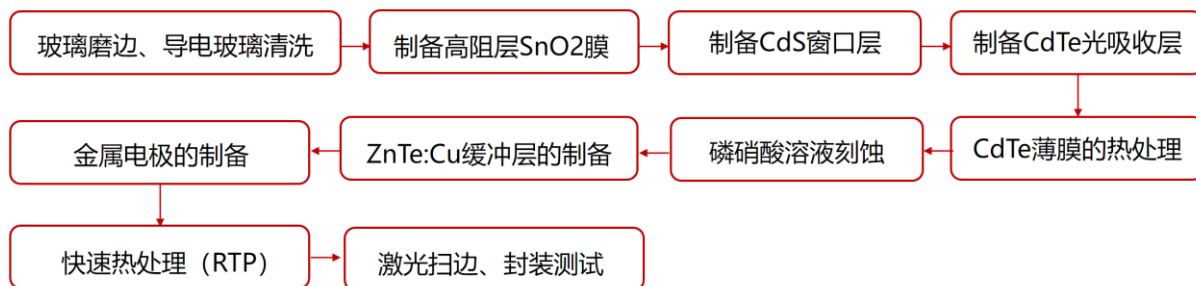 玻璃磨边、导电玻璃清洗
制备高阻层SnO2膜
制备CdS窗口层
制备CdTe光吸收层
CdTe薄膜的热处理
磷硝酸溶液刻蚀
ZnTe:Cu缓冲层的制备
金属电极的制备
快速热处理（RTP）
激光扫边、封装测试